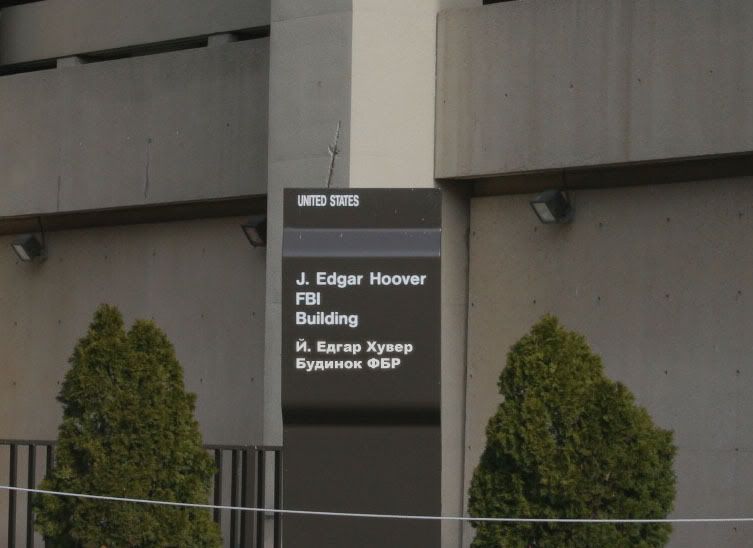 UNITED STATES
J. Edgar Hoover
FBI
Building
Й. Едгар Хувер
Будинок ФБР